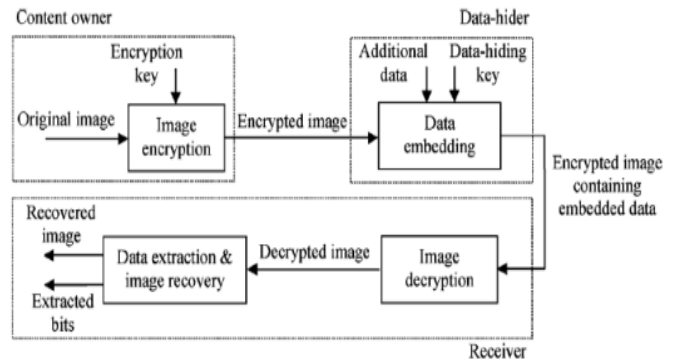 Content owner
Data-hider
Encryption
key
Additional
data
Data-hiding
key
Original image
Image
encryption
Encrypted image
Data
embedding
Encrypted image
containing
embedded data
Recovered
image
Data extraction &
image recovery
Decrypted image
Image
decryption
Extracted
bits
Receiver